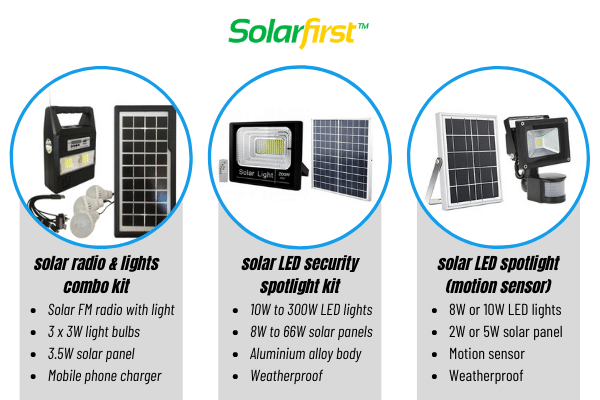 Solarfirst™
Solar Light
200W
solar radio & lights
combo kit
• Solar FM radio with light
• 3 x 3W light bulbs
• 3.5W solar panel
• Mobile phone charger
solar LED security
spotlight kit
• 10W to 300W LED lights
• 8W to 66W solar panels
• Aluminium alloy body
• Weatherproof
solar LED spotlight
(motion sensor)
• 8W or 10W LED lights
• 2W or 5W solar panel
• Motion sensor
• Weatherproof